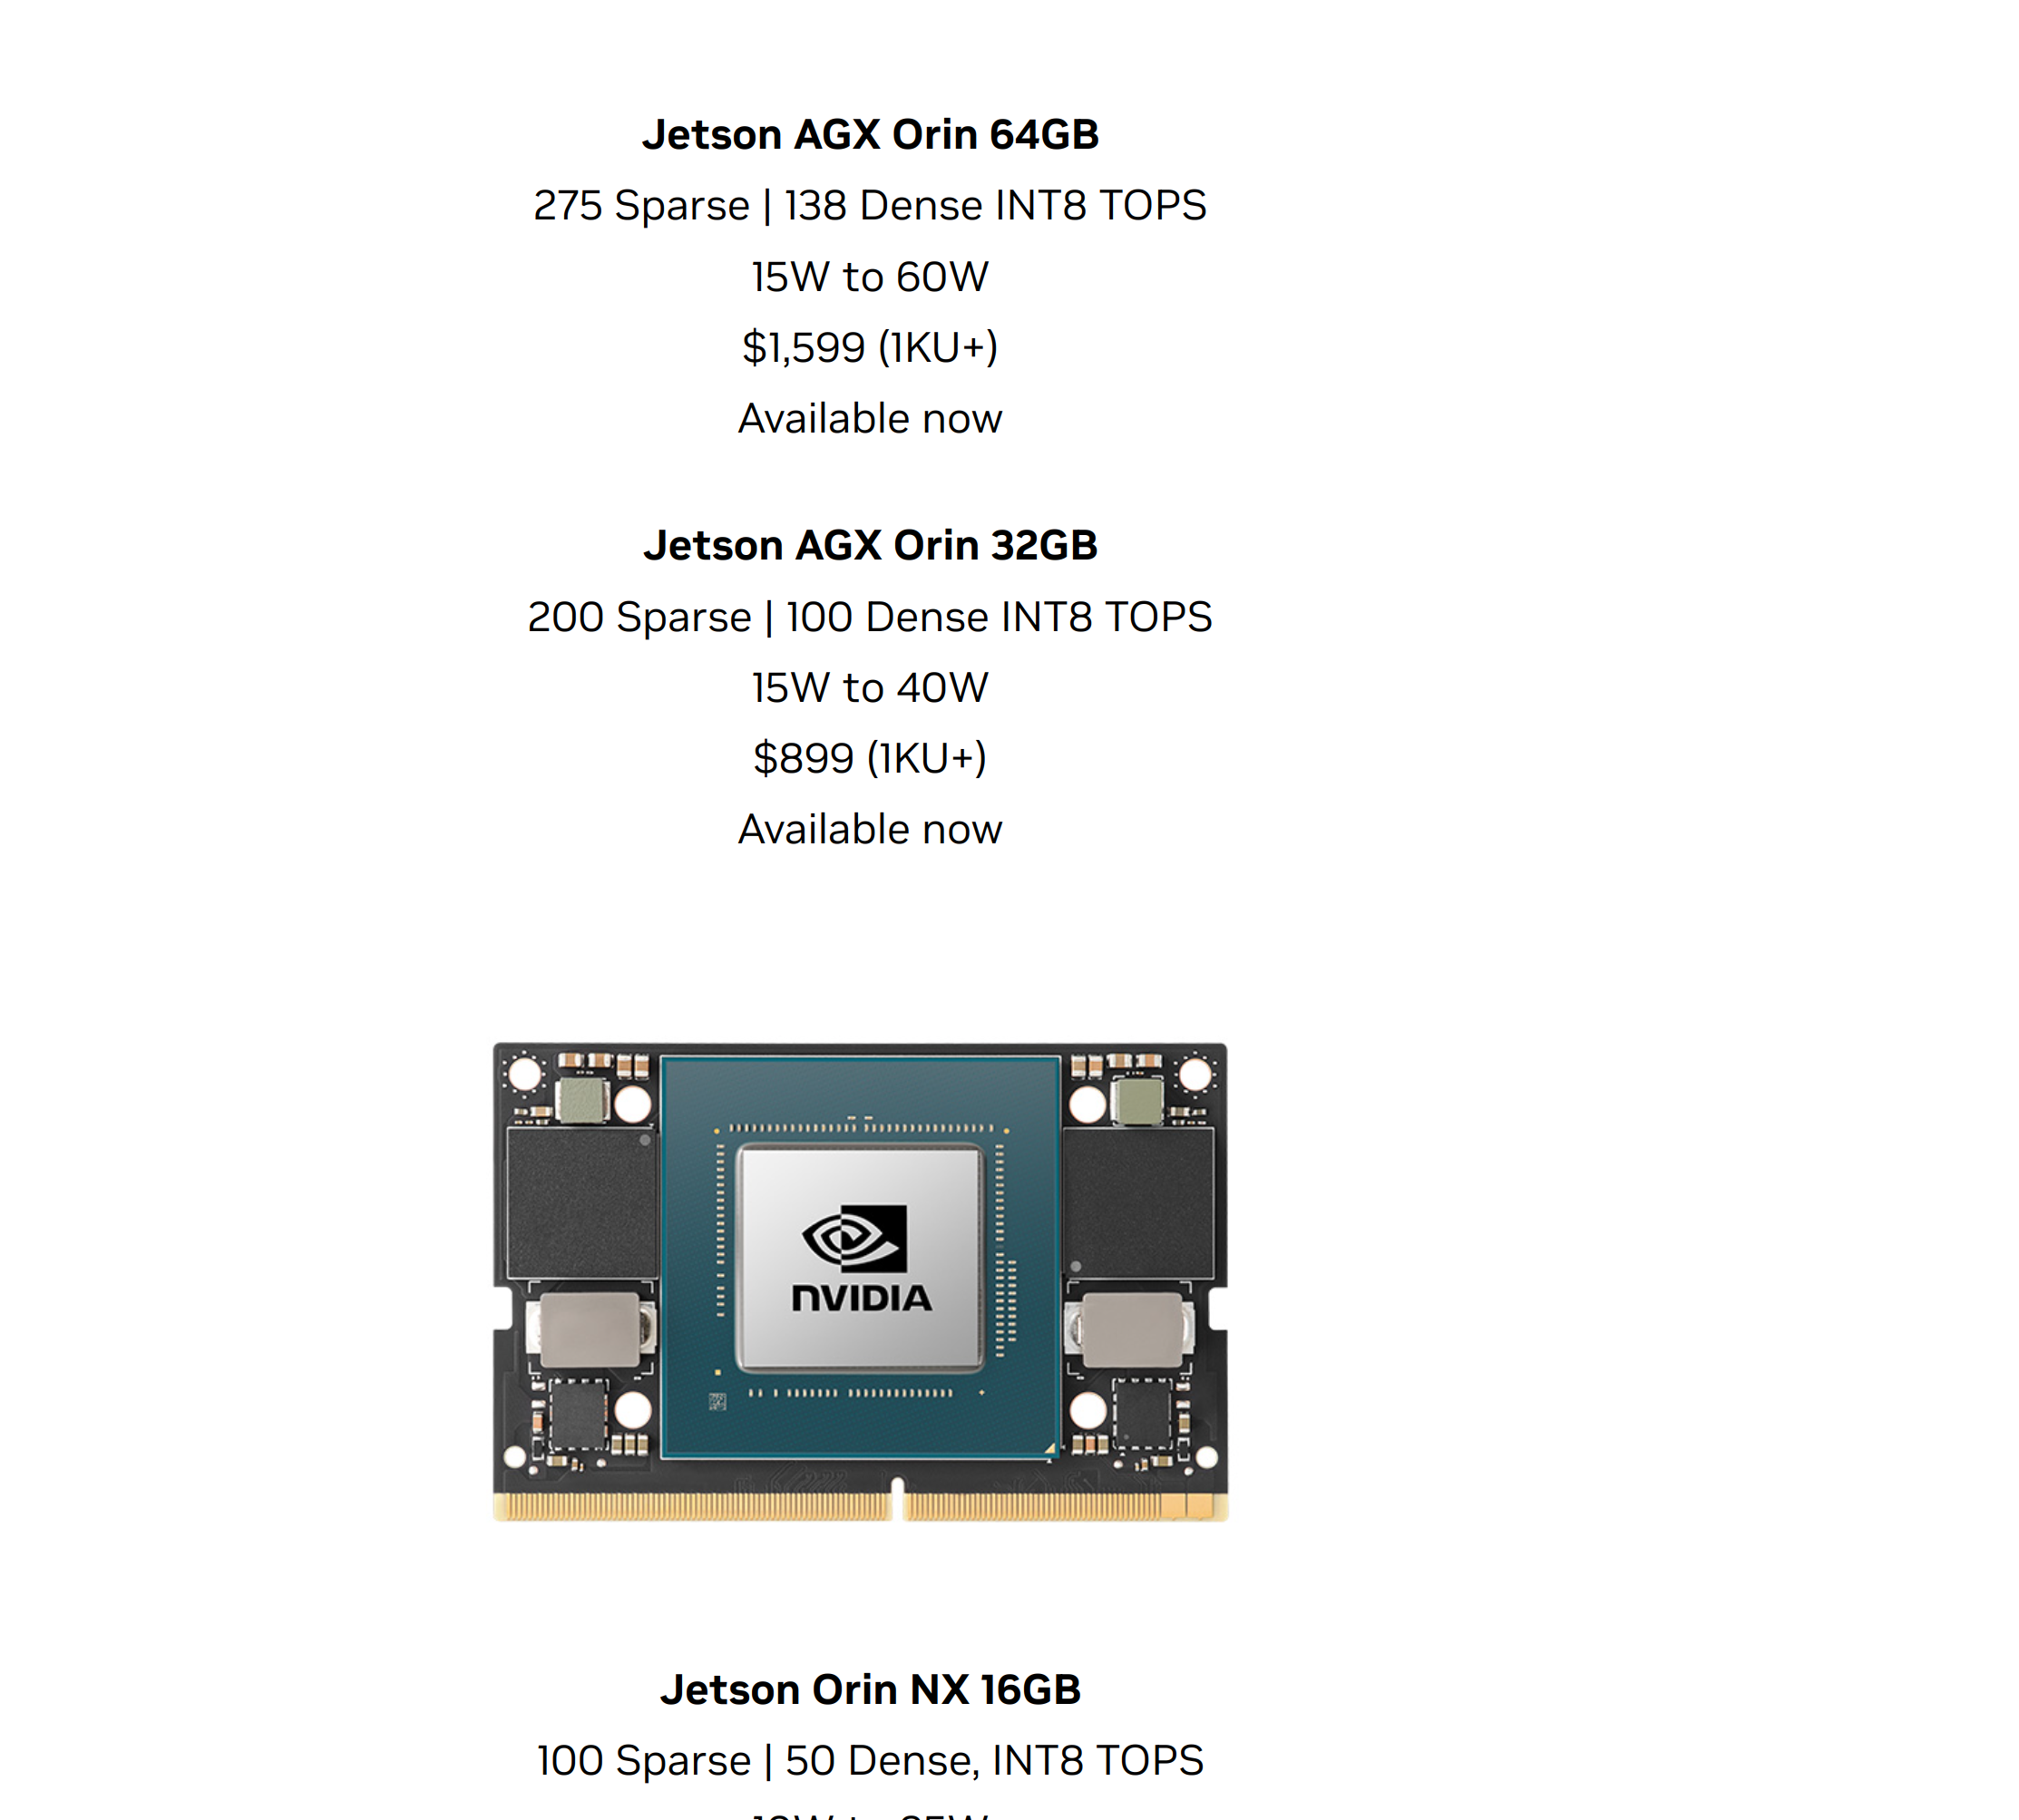 Jetson AGX Orin 64GB
275 Sparse | 138 Dense INT8 TOPS
15W to 60W
$1,599 (1KU+)
Available now
Jetson AGX Orin 32GB
200 Sparse | 100 Dense INT8 TOPS
15W to 40W
$899 (1KU+)
Available now
NVIDIA
Jetson Orin NX 16GB
100 Sparse | 50 Dense, INT8 TOPS